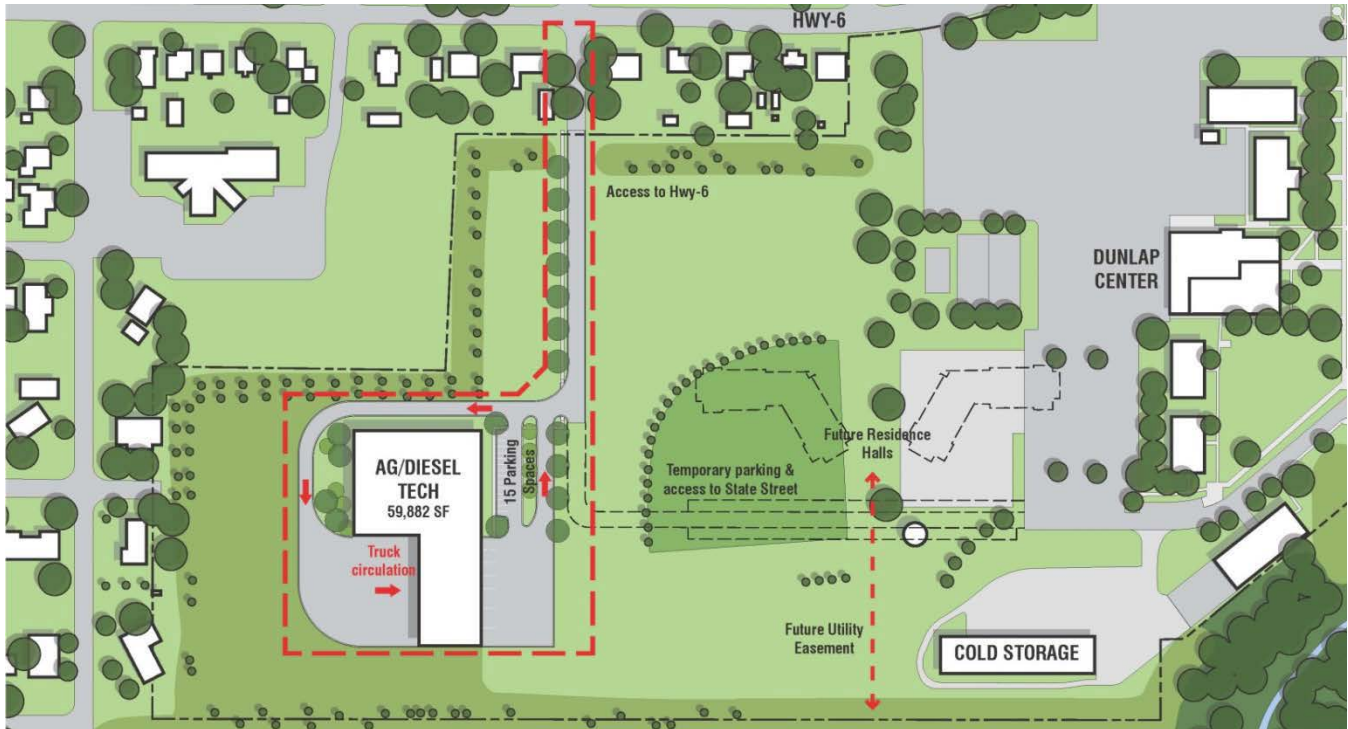 HWY-6
Access to Hwy-6
DUNLAP
CENTER
AG/DIESEL
TECH
59,882 SF
15 Parking
Spaces
Future Residence
Halls
Temporary parking &
access to State Street
Truck
circulation
Future Utility
Easement
COLD STORAGE